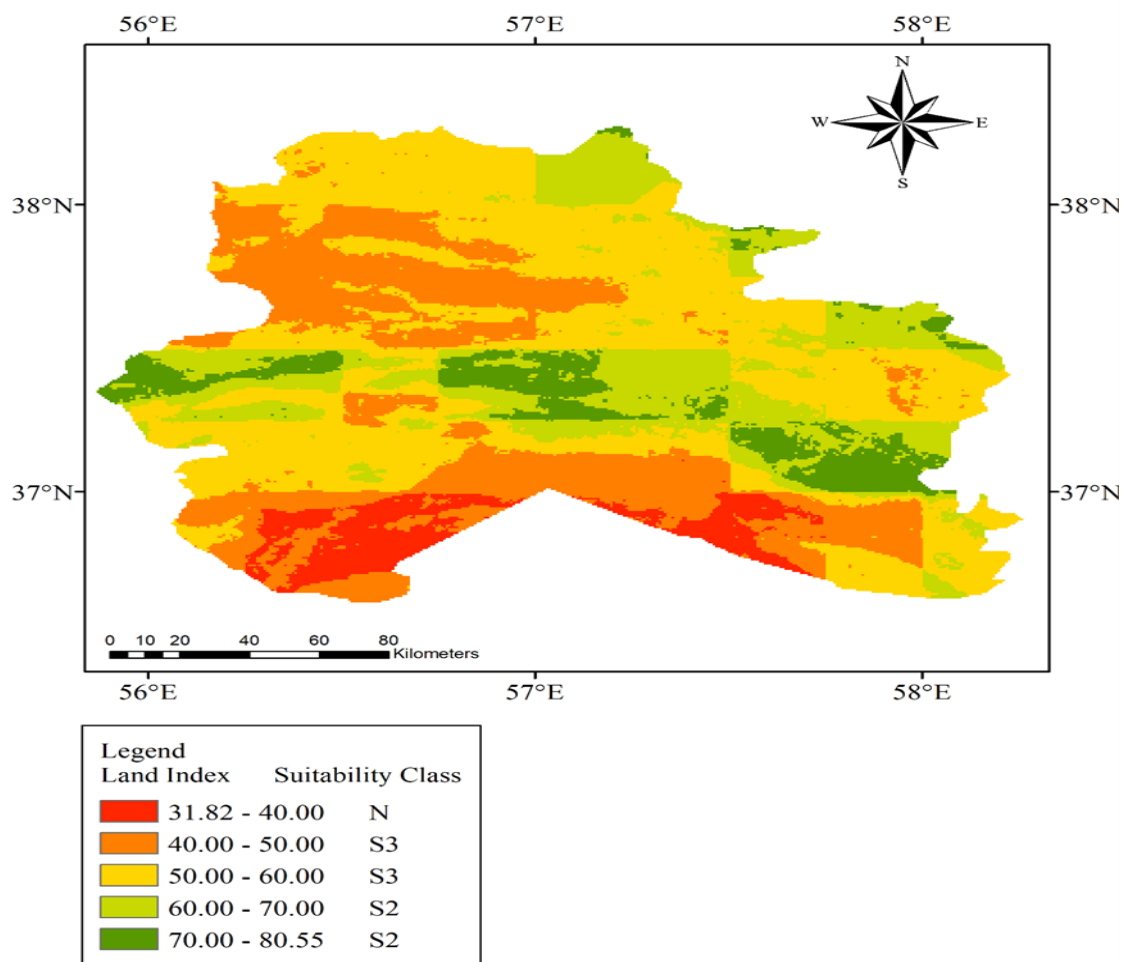 56°E 57°E 58°E
N
W E
S
38°N 38°N
37°N 37°N
0 10 20 40 60 80
Kilometers
56°E 57°E 58°E
Legend
Land Index Suitability Class
31.82 - 40.00 N
40.00 - 50.00 S3
50.00 - 60.00 S3
60.00 - 70.00 S2
70.00 - 80.55 S2